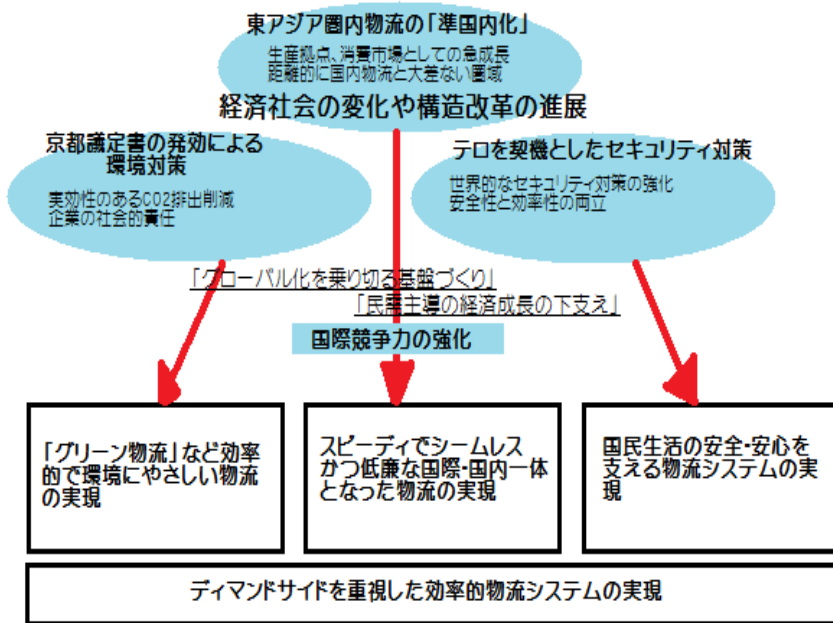 東アジア圏内物流の「準国内化」
生産拠点、消費市場としての急成長
距離的に国内物流と大差ない圏域
経済社会の変化や構造改革の進展
京都議定書の発効による
環境対策
実効性のあるCO2排出削減
企業の社会的責任
テロを契機としたセキュリティ対策
世界的なセキュリティ対策の強化
安全性と効率性の両立
「グローバル化を乗り切る基盤づくり」
「民需主導の経済成長の下支え」
国際競争力の強化
「グリーン物流」など効率
的で環境にやさしい物流
の実現
スピーディでシームレス
かつ低廉な国際・国内一体
となった物流の実現
国民生活の安全・安心を
支える物流システムの実
現
ディマンドサイドを重視した効率的物流システムの実現